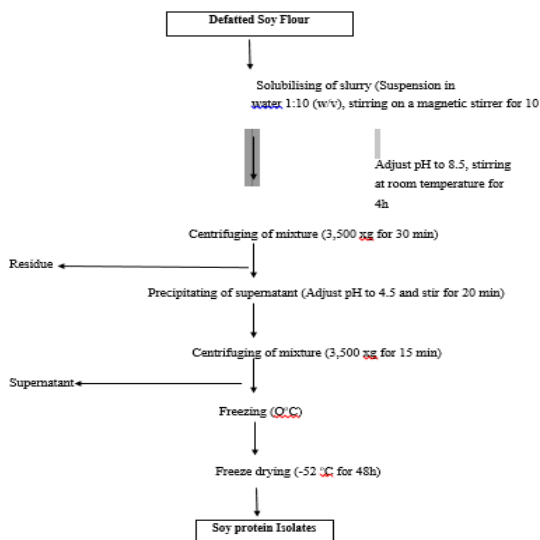 Defatted Soy Flour
Solubilising of slurry (Suspension in
water 1:10 (w/v), stirring on a magnetic stirrer for 10
Adjust pH to 8.5, stirring
at room temperature for
4h
Centrifuging of mixture (3,500 xg for 30 min)
Residue
Precipitating of supernatant (Adjust pH to 4.5 and stir for 20 min)
Centrifuging of mixture (3,500 xg for 15 min)
Supernatant
Freezing (O°C)
Freeze drying (-52 °C for 48h)
Soy protein Isolates